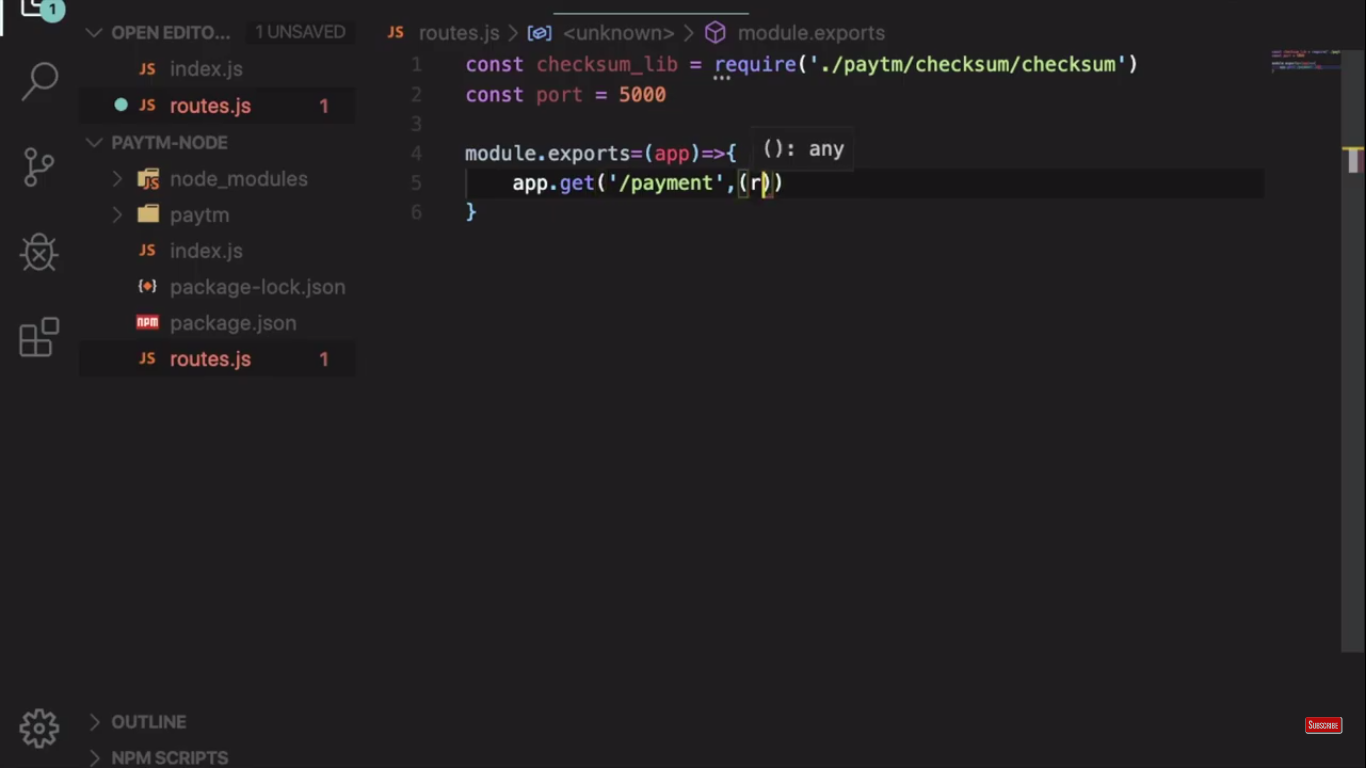 1
OPEN EDITO... 1 UNSAVED
JS index.js
JS routes.js 1
PAYTM-NODE
JS node_modules
paytm
JS index.js
package-lock.json
npm package.json
JS routes.js 1
OUTLINE
NPM SCRIPTS
JS routes.js > <unknown> > module.exports
1 const checksum_lib = require('./paytm/checksum/checksum')
2 const port = 5000
3
4 module.exports=(app)=>{
(): any
5 app.get('/payment',(r))
6 }
SUBSCRIBE